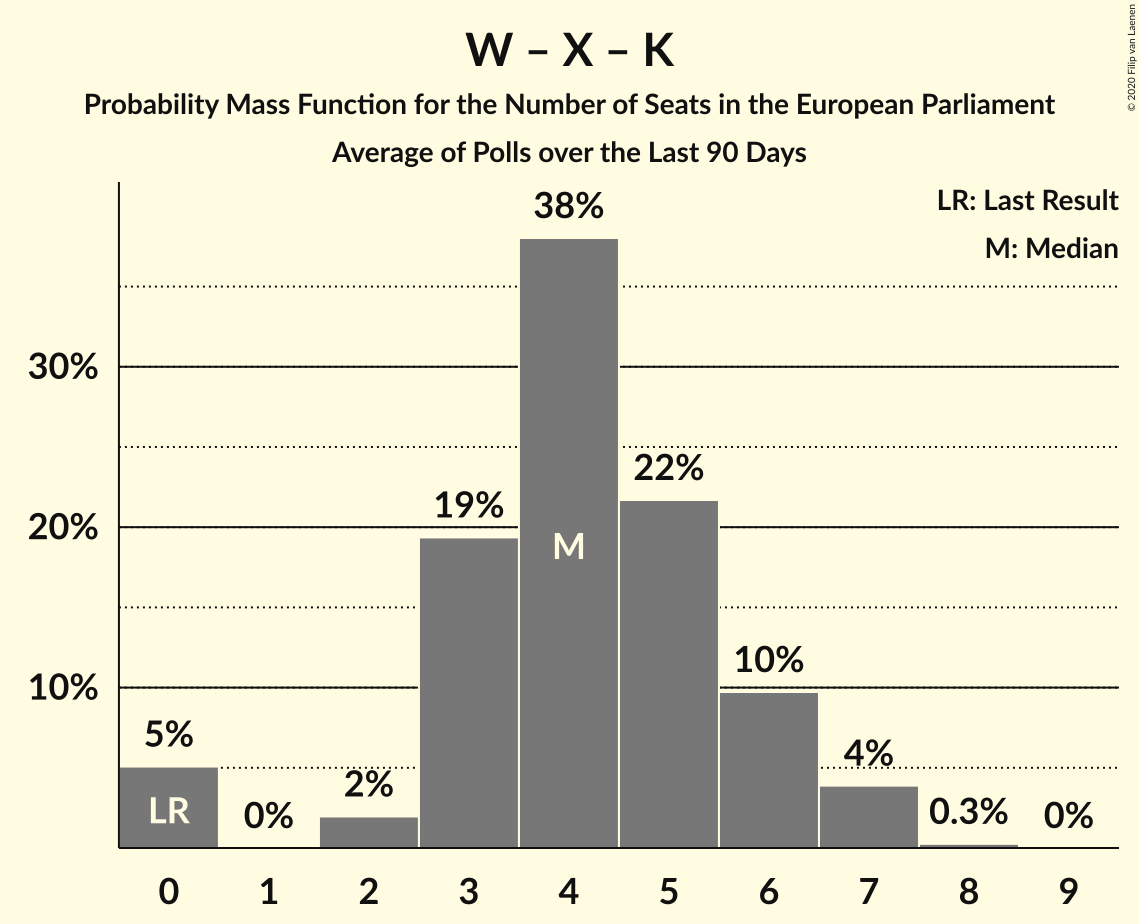 W – X – K
Probability Mass Function for the Number of Seats in the European Parliament
Average of Polls over the Last 90 Days
© 2020 Filip van Laenen
LR: Last Result
M: Median
38%
30%
22%
19%
20%
M
10%
10%
5%
4%
2%
LR
0%
0.3%
0%
0 1 2 3 4 5 6 7 8 9